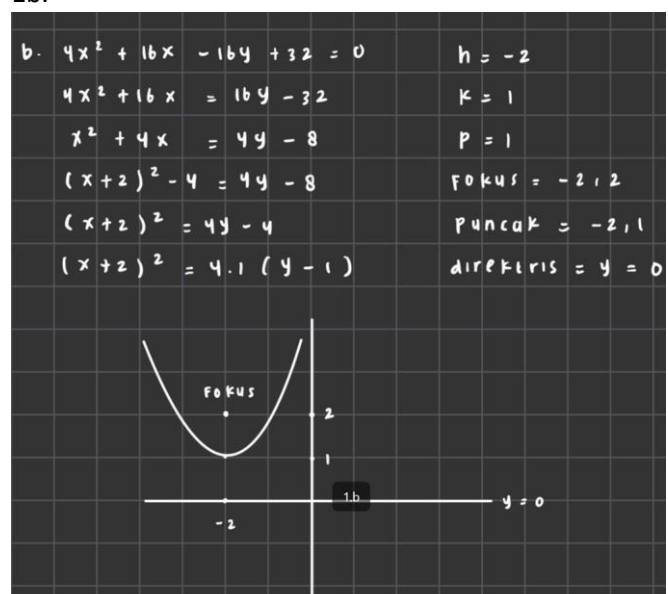 b. 4x² + 16x - 16y + 32 = 0
4x² + 16x = 16y - 32
x² + 4x = 4y - 8
(x+2)² - 4 = 4y - 8
(x+2)² = 4y - 4
(x+2)² = 4.1 (y - 1)
h = -2
k = 1
p = 1
Fokus = -2,2
Puncak = -2,1
direktris = y = 0
Fokus
2
1
1.b
y = 0
-2